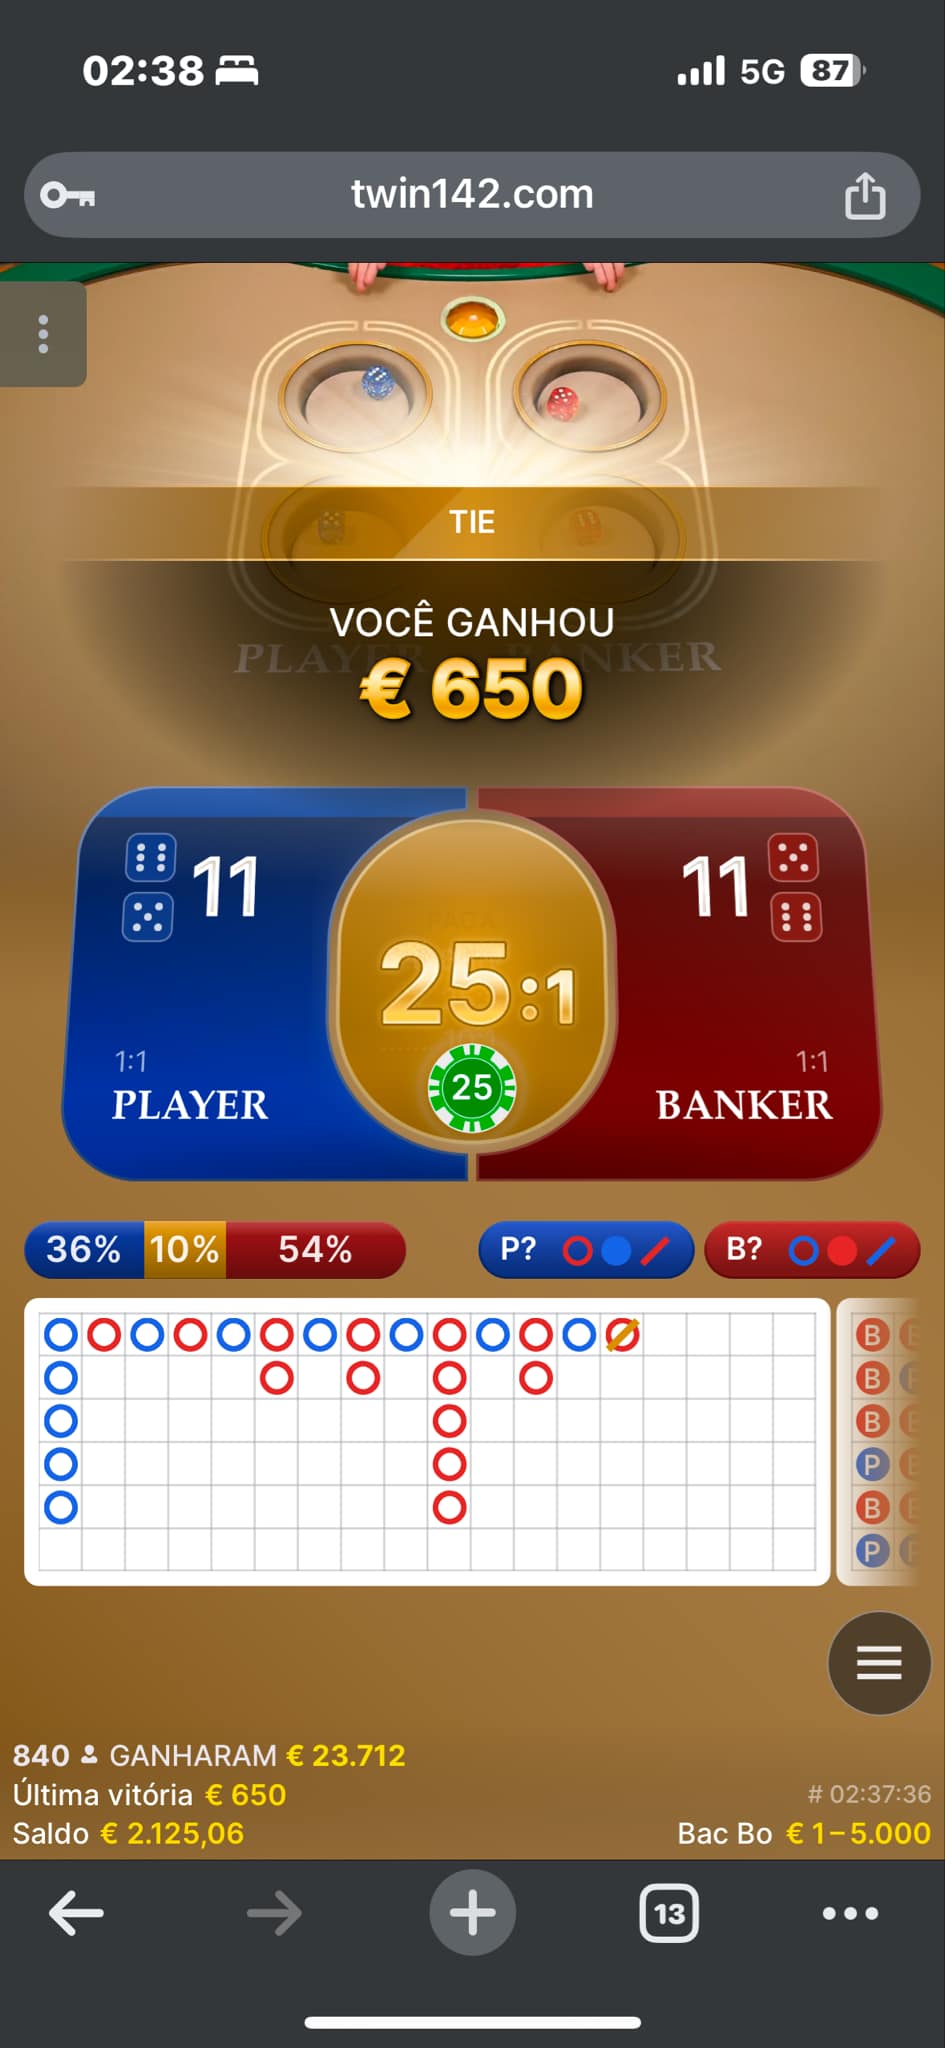 02:38
5G 87
twin142.com
TIE
VOCÊ GANHOU
PLAYER BANKER
€ 650
11 11
25:1
25
1:1 1:1
PLAYER BANKER
36% 10% 54% P? B?
B
B
B
P
B
P
840 GANHARAM € 23.712
Última vitória € 650 # 02:37:36
Saldo € 2.125,06 Bac Bo € 1–5.000
13